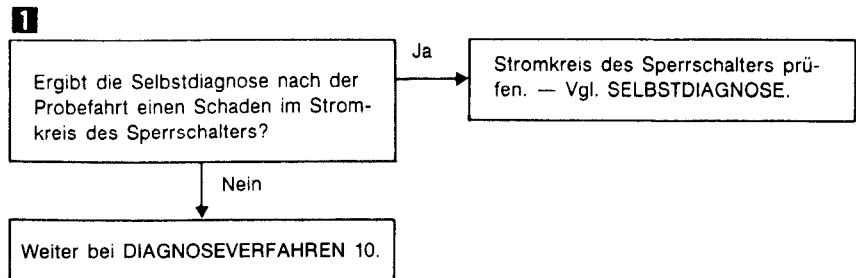 1
Ergibt die Selbstdiagnose nach der
Probefahrt einen Schaden im Strom-
kreis des Sperrschalters?
Ja
Stromkreis des Sperrschalters prü-
fen. — Vgl. SELBSTDIAGNOSE.
Nein
Weiter bei DIAGNOSEVERFAHREN 10.